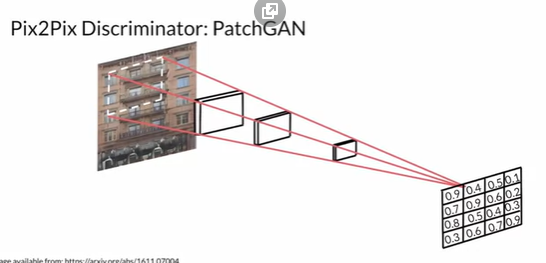 Pix2Pix Discriminator: PatchGAN
0.9 0.4 0.5 0.1
0.7 0.9 0.6 0.2
0.8 0.5 0.4 0.3
0.3 0.6 0.7 0.9
age available from: https://arxiv.org/abs/1611.07004